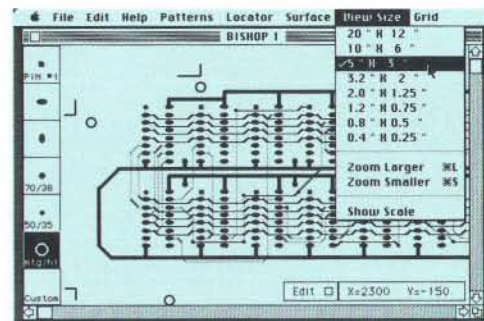 File Edit Help Patterns Locator Surface View Size Grid
BISHOP 1
20 " X 12 "
10 " X 6 "
✓5 " X 3 "
3.2 " X 2 "
2.0 " X 1.25 "
1.2 " X 0.75 "
0.8 " X 0.5 "
0.4 " X 0.25 "
Zoom Larger ⌘L
Zoom Smaller ⌘S
Show Scale
PiN #1
70/38
50/35
mtg/hl
Custom
Edit X=2300 Y=-150